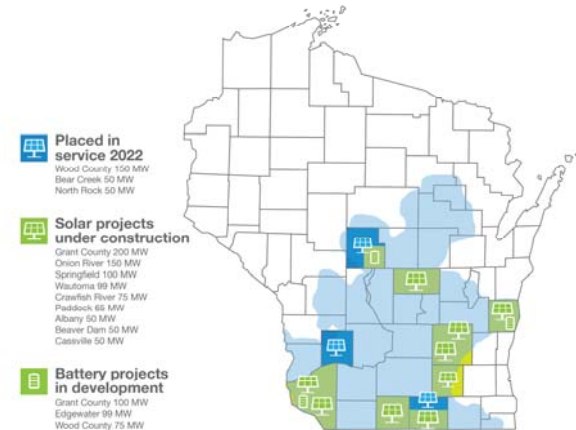 Placed in
service 2022
Wood County 150 MW
Bear Creek 50 MW
North Rock 50 MW
Solar projects
under construction
Grant County 200 MW
Onion River 150 MW
Springfield 100 MW
Wautoma 99 MW
Crawfish River 75 MW
Paddock 65 MW
Albany 50 MW
Beaver Dam 50 MW
Cassville 50 MW
Battery projects
in development
Grant County 100 MW
Edgewater 99 MW
Wood County 75 MW